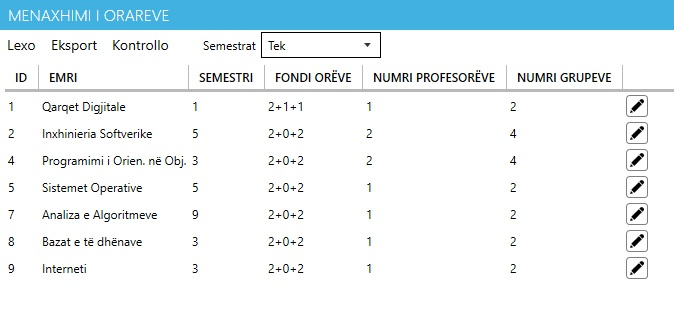 MENAXHIMI I ORAREVE
Lexo Eksport Kontrollo Semestrat Tek
ID EMRI SEMESTRI FONDI ORËVE NUMRI PROFESORËVE NUMRI GRUPEVE
1 Qarqet Digjitale 1 2+1+1 1 2
2 Inxhinieria Softverike 5 2+0+2 2 4
4 Programimi i Orien. në Obj. 3 2+0+2 2 4
5 Sistemet Operative 5 2+0+2 1 2
7 Analiza e Algoritmeve 9 2+0+2 1 2
8 Bazat e të dhënave 3 2+0+2 1 2
9 Interneti 3 2+0+2 1 2